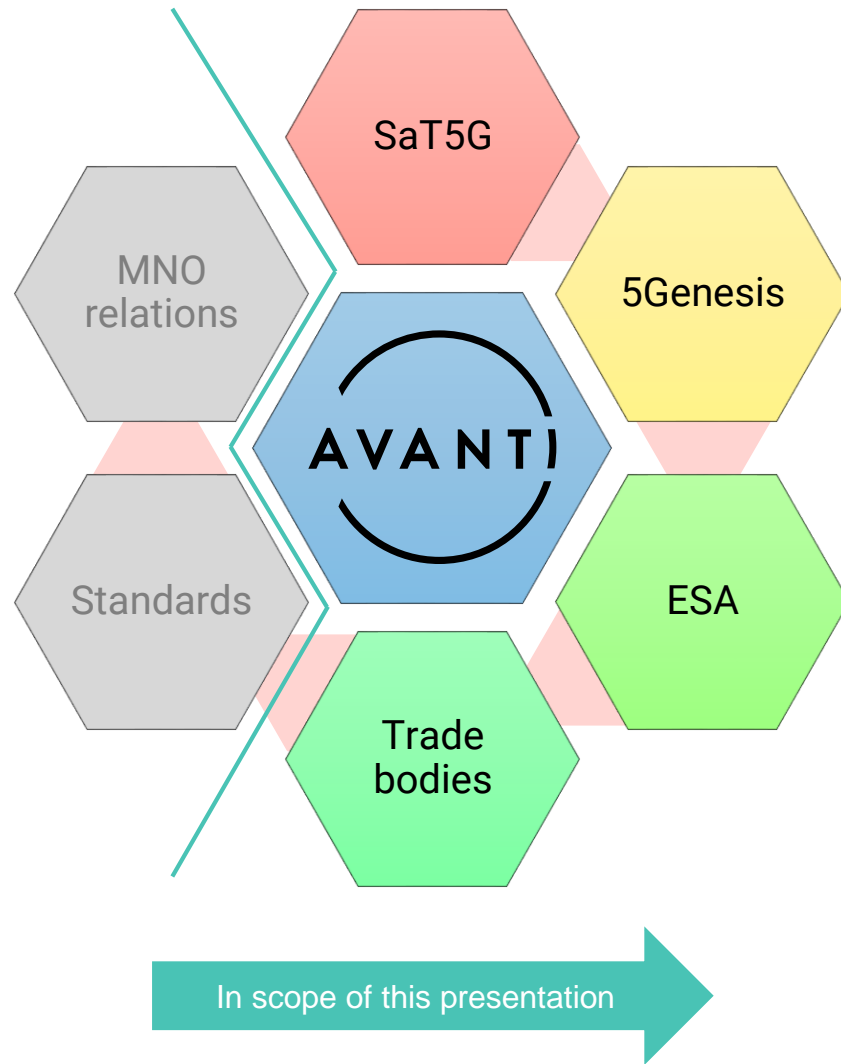 SaT5G
MNO
relations
5Genesis
AVANTI
Standards
ESA
Trade
bodies
In scope of this presentation